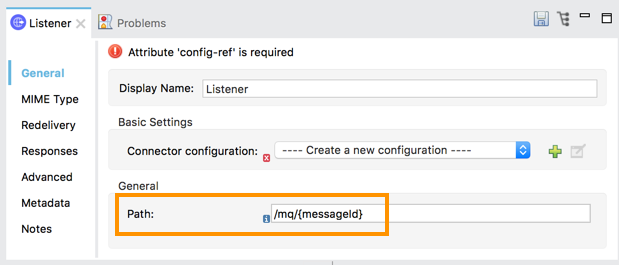 Listener
Problems
Attribute 'config-ref' is required
General
MIME Type
Redelivery
Responses
Advanced
Metadata
Notes
Display Name: Listener
Basic Settings
Connector configuration: ---- Create a new configuration ----
General
Path: /mq/{messageId}